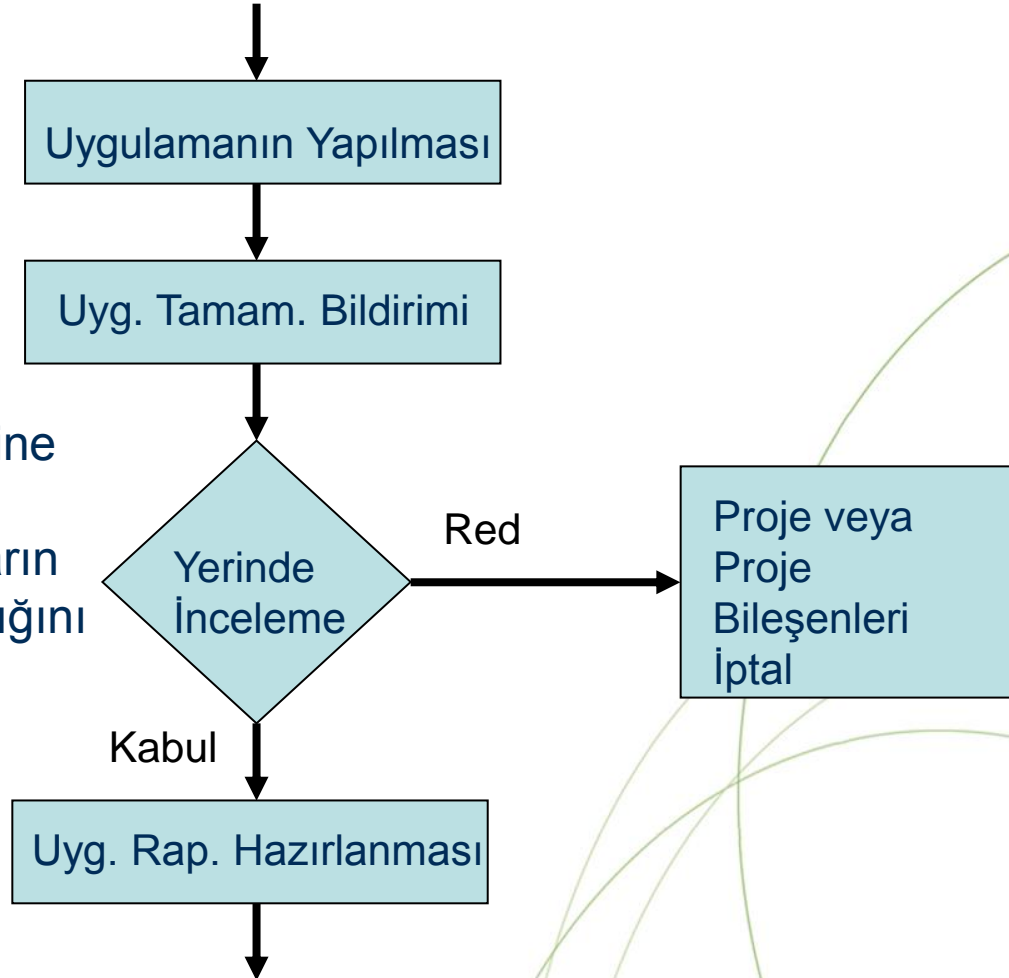 Uygulamanın Yapılması
Uyg. Tamam. Bildirimi
Yerinde
İnceleme
Red
Proje veya
Proje
Bileşenleri
İptal
Kabul
Uyg. Rap. Hazırlanması